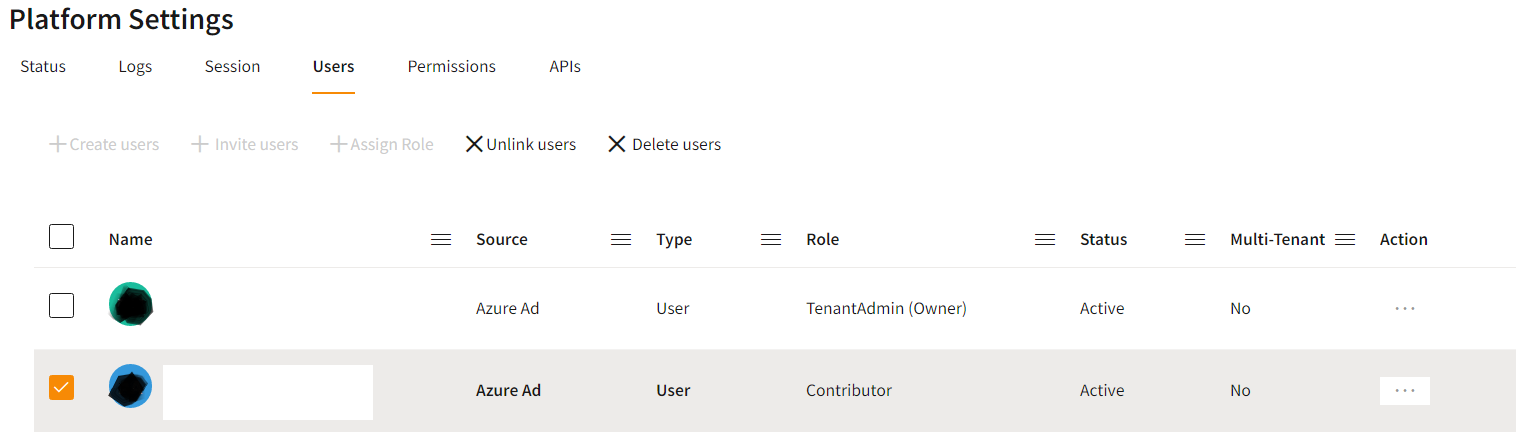 Platform Settings
Status Logs Session Users Permissions APIs
Create users Invite users Assign Role Unlink users Delete users
Name Source Type Role Status Multi-Tenant Action
Azure Ad User TenantAdmin (Owner) Active No ...
Azure Ad User Contributor Active No ...